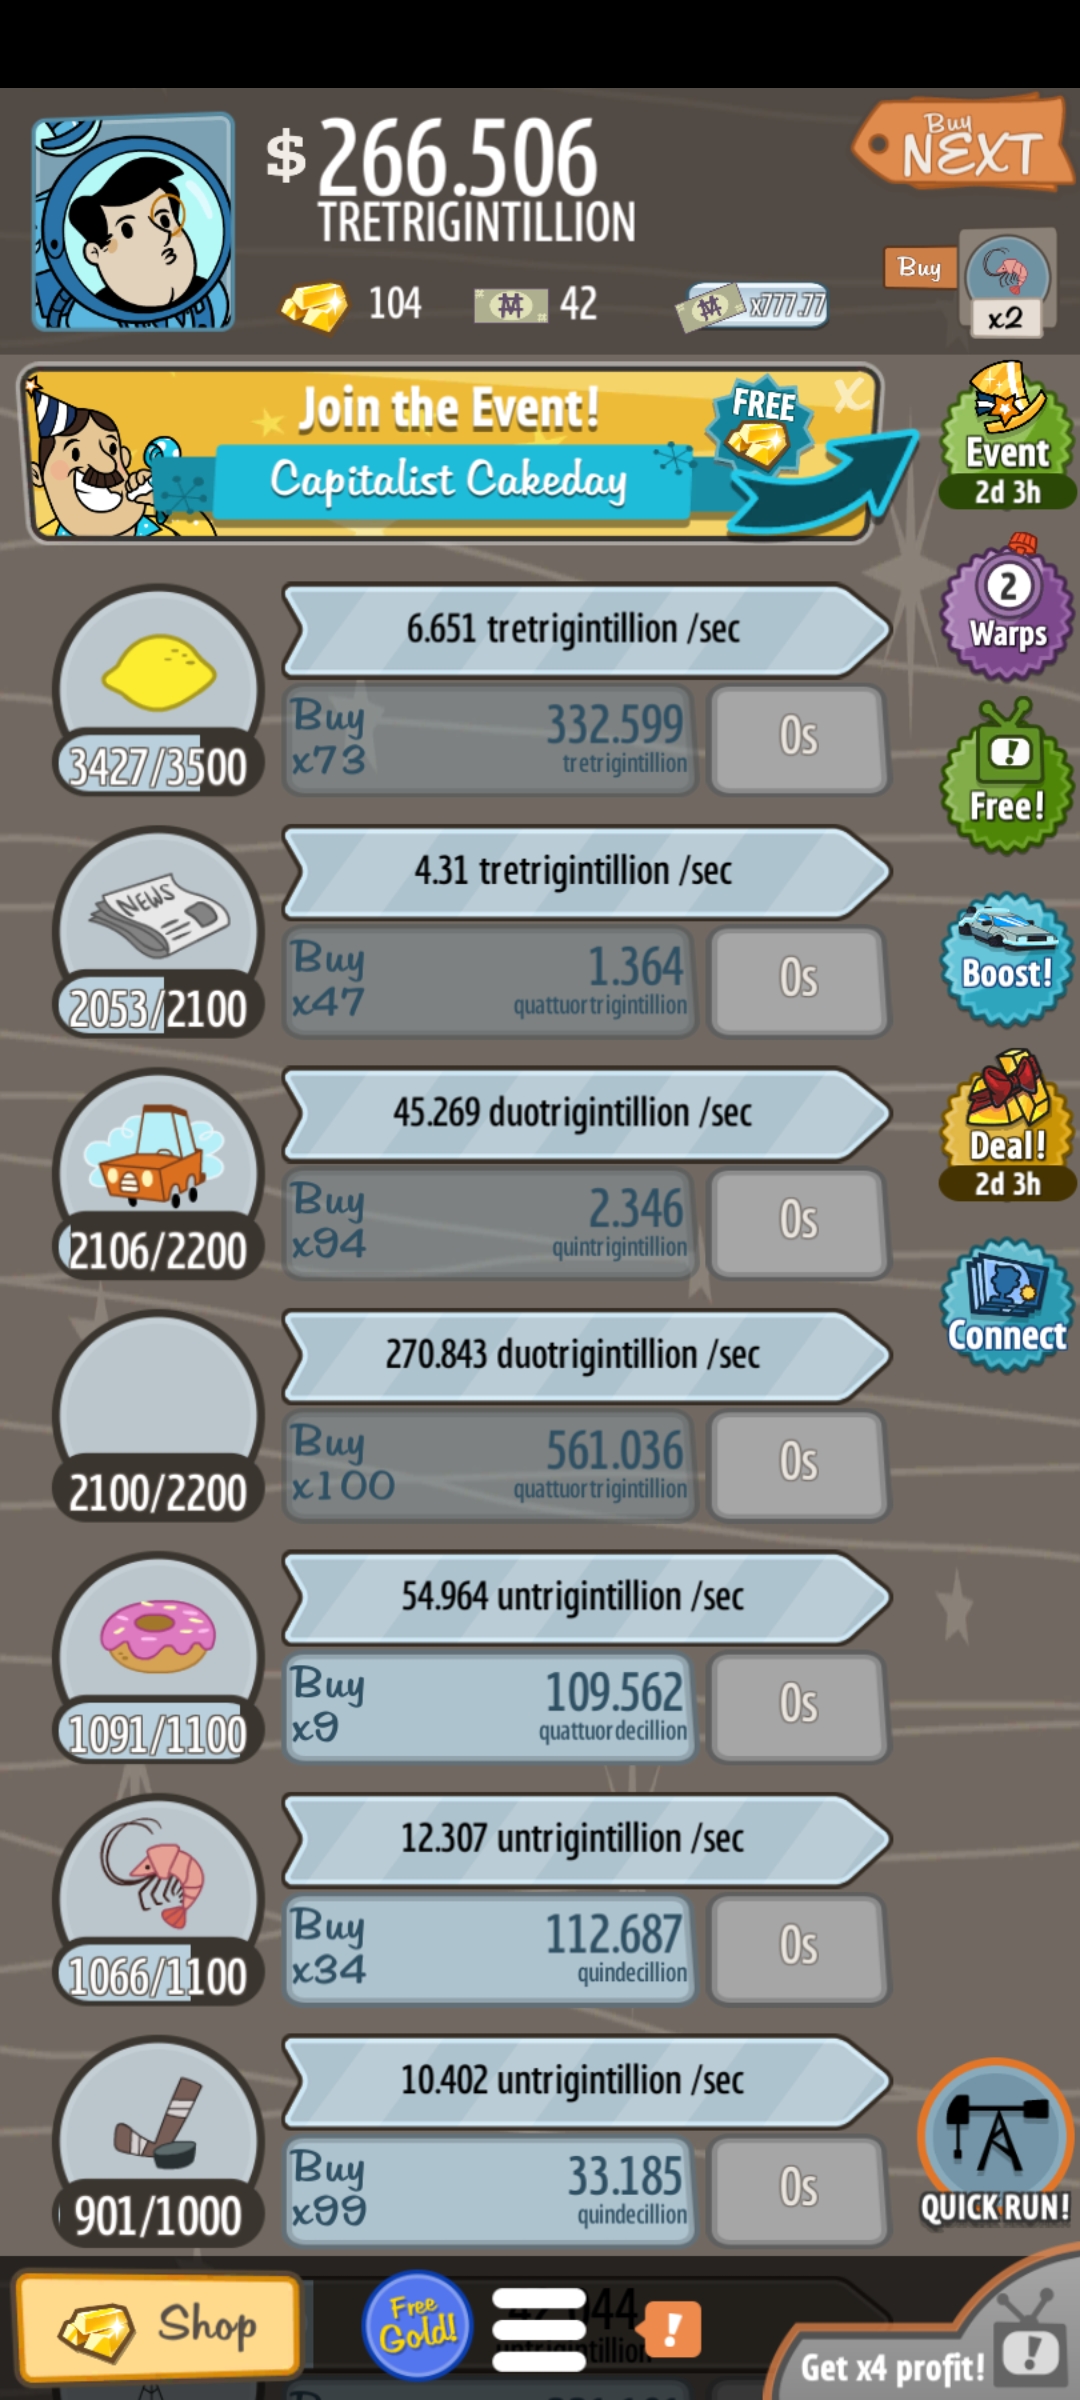 $ 266.506
TRETRIGINTILLION
Buy
NEXT
104
42
x777.77
Buy
x2
Join the Event!
Capitalist Cakeday
FREE
X
Event
2d 3h
2
Warps
!
Free!
Boost!
Deal!
2d 3h
Connect
6.651 tretrigintillion /sec
3427/3500
Buy
x73
332.599
tretrigintillion
0s
NEWS
4.31 tretrigintillion /sec
2053/2100
Buy
x47
1.364
quattuortrigintillion
0s
45.269 duotrigintillion /sec
2106/2200
Buy
x94
2.346
quintrigintillion
0s
270.843 duotrigintillion /sec
2100/2200
Buy
x100
561.036
quattuortrigintillion
0s
54.964 untrigintillion /sec
1091/1100
Buy
x9
109.562
quattuordecillion
0s
12.307 untrigintillion /sec
1066/1100
Buy
x34
112.687
quindecillion
0s
10.402 untrigintillion /sec
901/1000
Buy
x99
33.185
quindecillion
0s
QUICK RUN!
Shop
Free
Gold!
!
Get x4 profit!
!